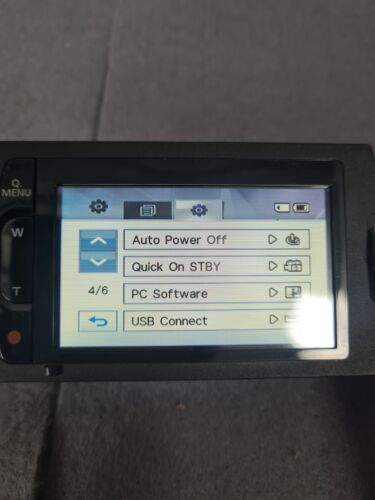 Q.
MENU
W
T
Auto Power Off
Quick On STBY
4/6
PC Software
USB Connect